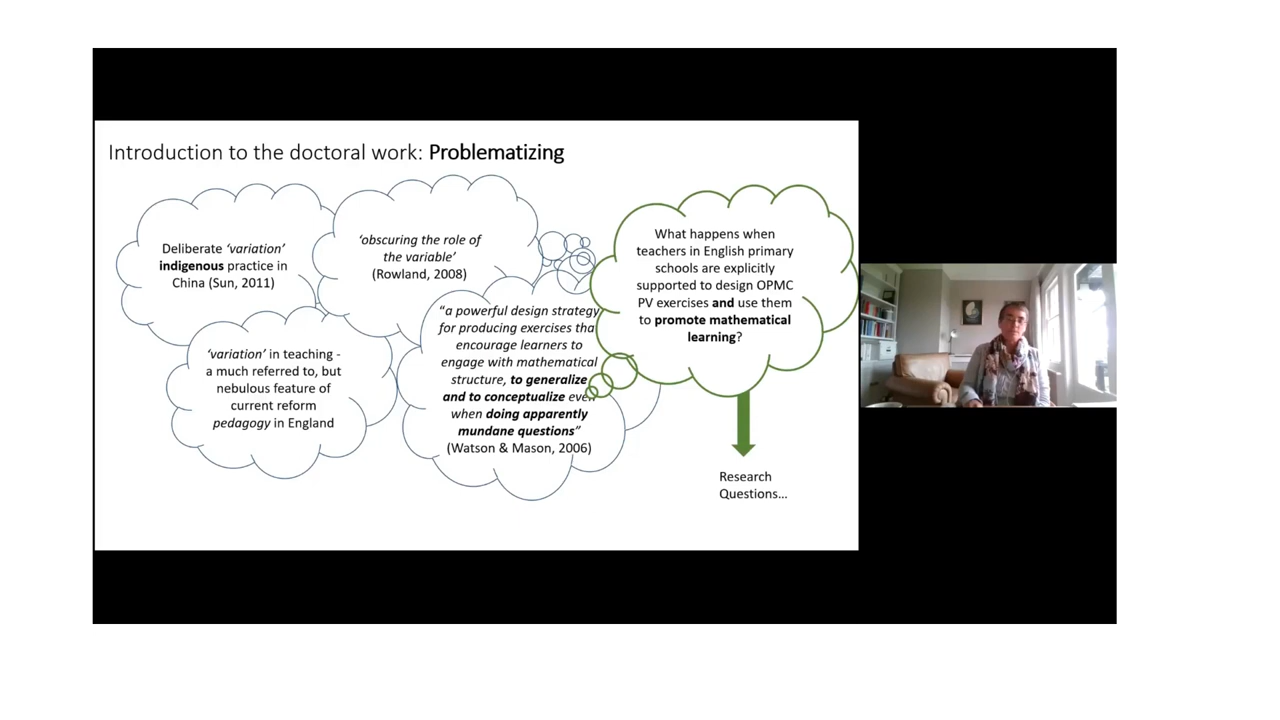 Introduction to the doctoral work: Problematizing
Deliberate ‘variation’
indigenous practice in
China (Sun, 2011)
‘obscuring the role of
the variable’
(Rowland, 2008)
‘variation’ in teaching -
a much referred to, but
nebulous feature of
current reform
pedagogy in England
“a powerful design strategy
for producing exercises tha
encourage learners to
engage with mathematical
structure, to generalize
and to conceptualize even
when doing apparently
mundane questions”
(Watson & Mason, 2006)
What happens when
teachers in English primary
schools are explicitly
supported to design OPMC
PV exercises and use them
to promote mathematical
learning?
Research
Questions…